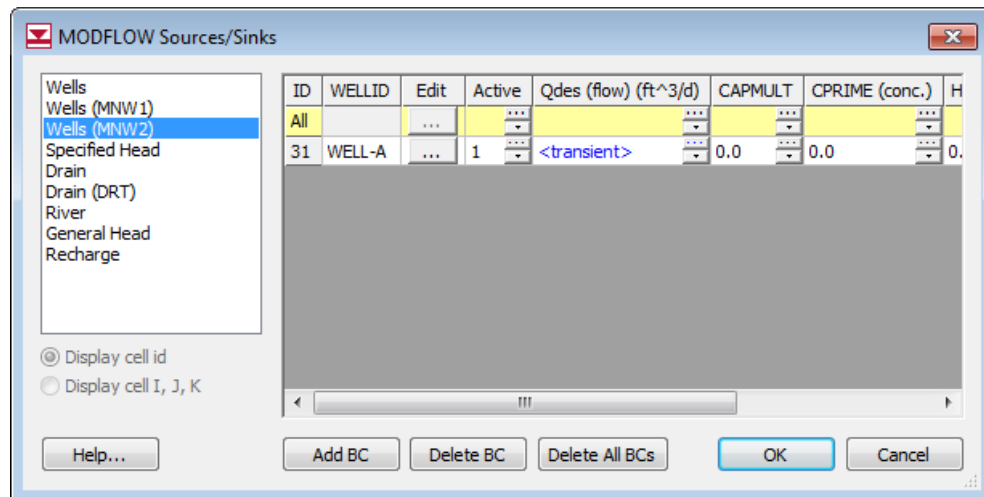 MODFLOW Sources/Sinks
Wells
Wells (MNW1)
Wells (MNW2)
Specified Head
Drain
Drain (DRT)
River
General Head
Recharge
Display cell id
Display cell I, J, K
ID WELLID Edit Active Qdes (flow) (ft^3/d) CAPMULT CPRIME (conc.) H
All ...
31 WELL-A ... 1 <transient> 0.0 0.0 0.
Help... Add BC Delete BC Delete All BCs OK Cancel